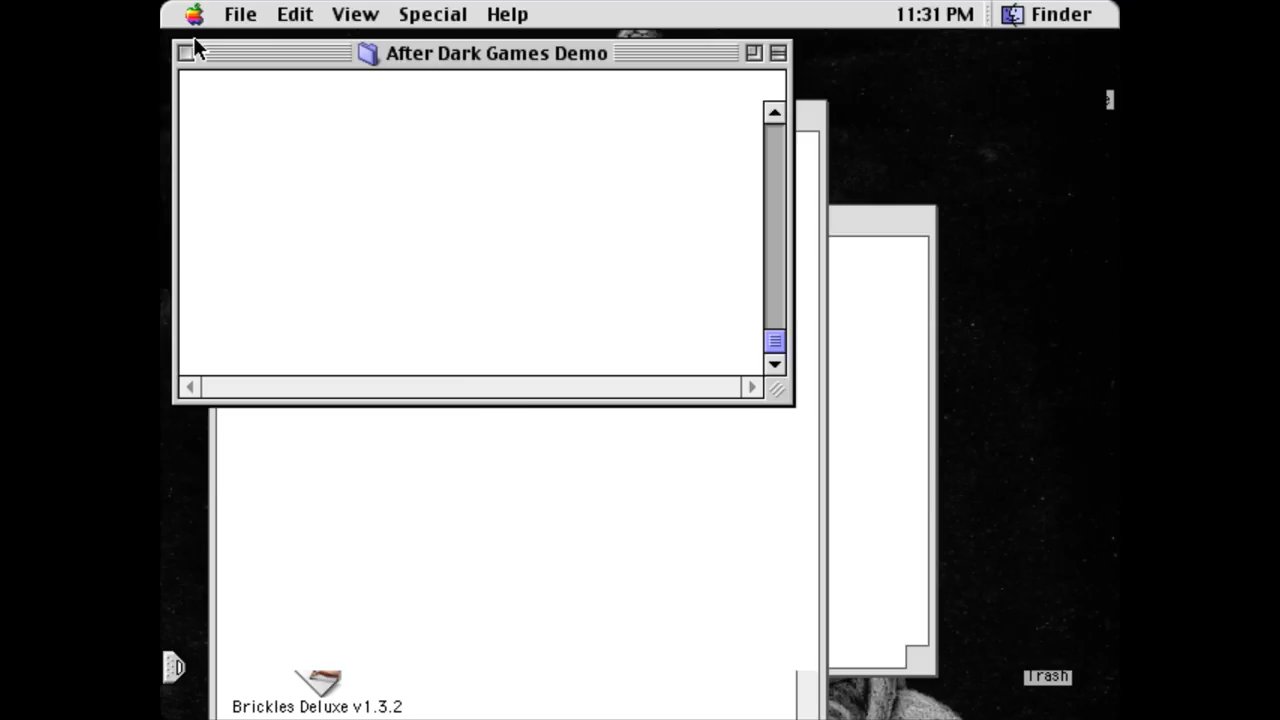 File Edit View Special Help 11:31 PM Finder
After Dark Games Demo
Brickles Deluxe v1.3.2
Trash